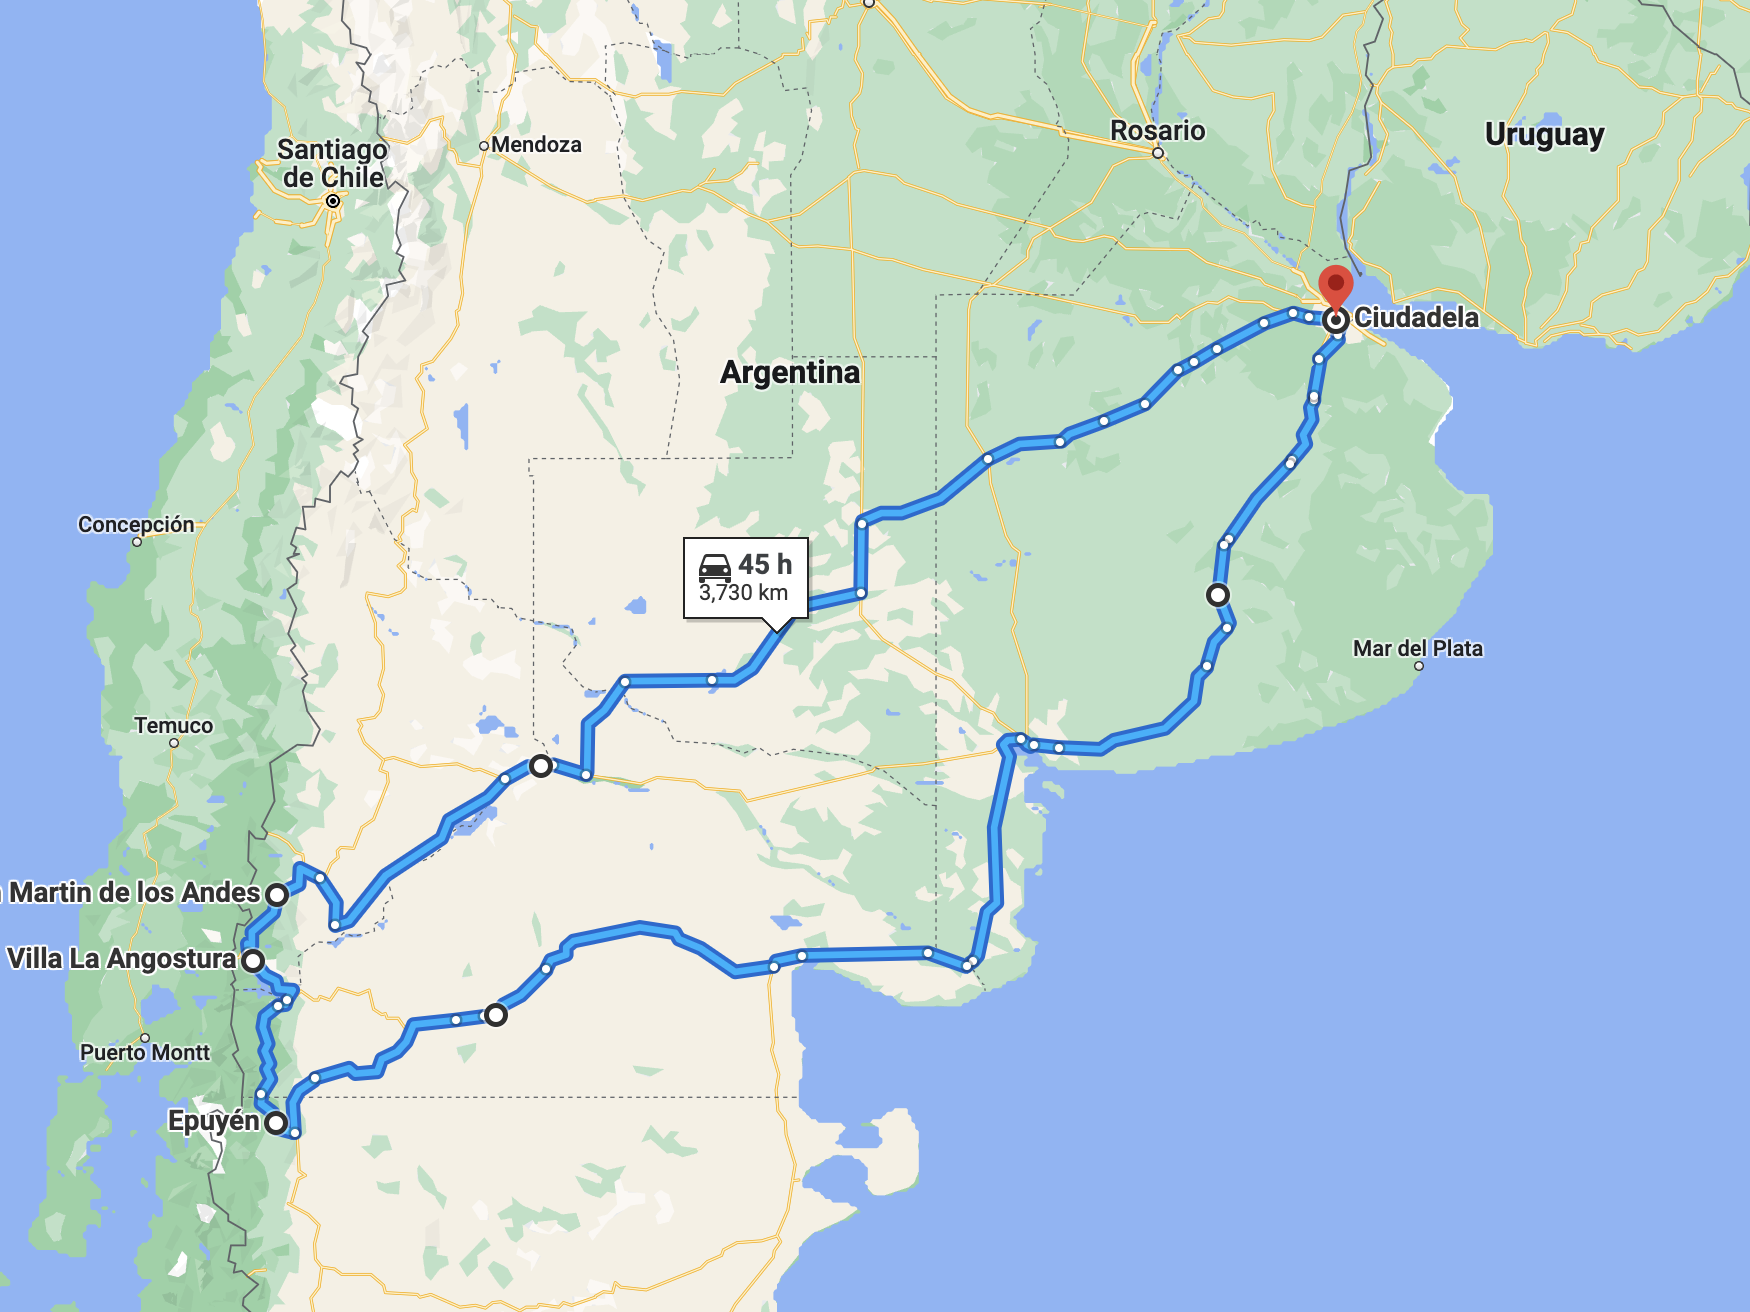 Santiago
de Chile
Mendoza
Rosario
Uruguay
Ciudadela
Argentina
Concepción
45 h
3,730 km
Mar del Plata
Temuco
Martin de los Andes
Villa La Angostura
Puerto Montt
Epuyén